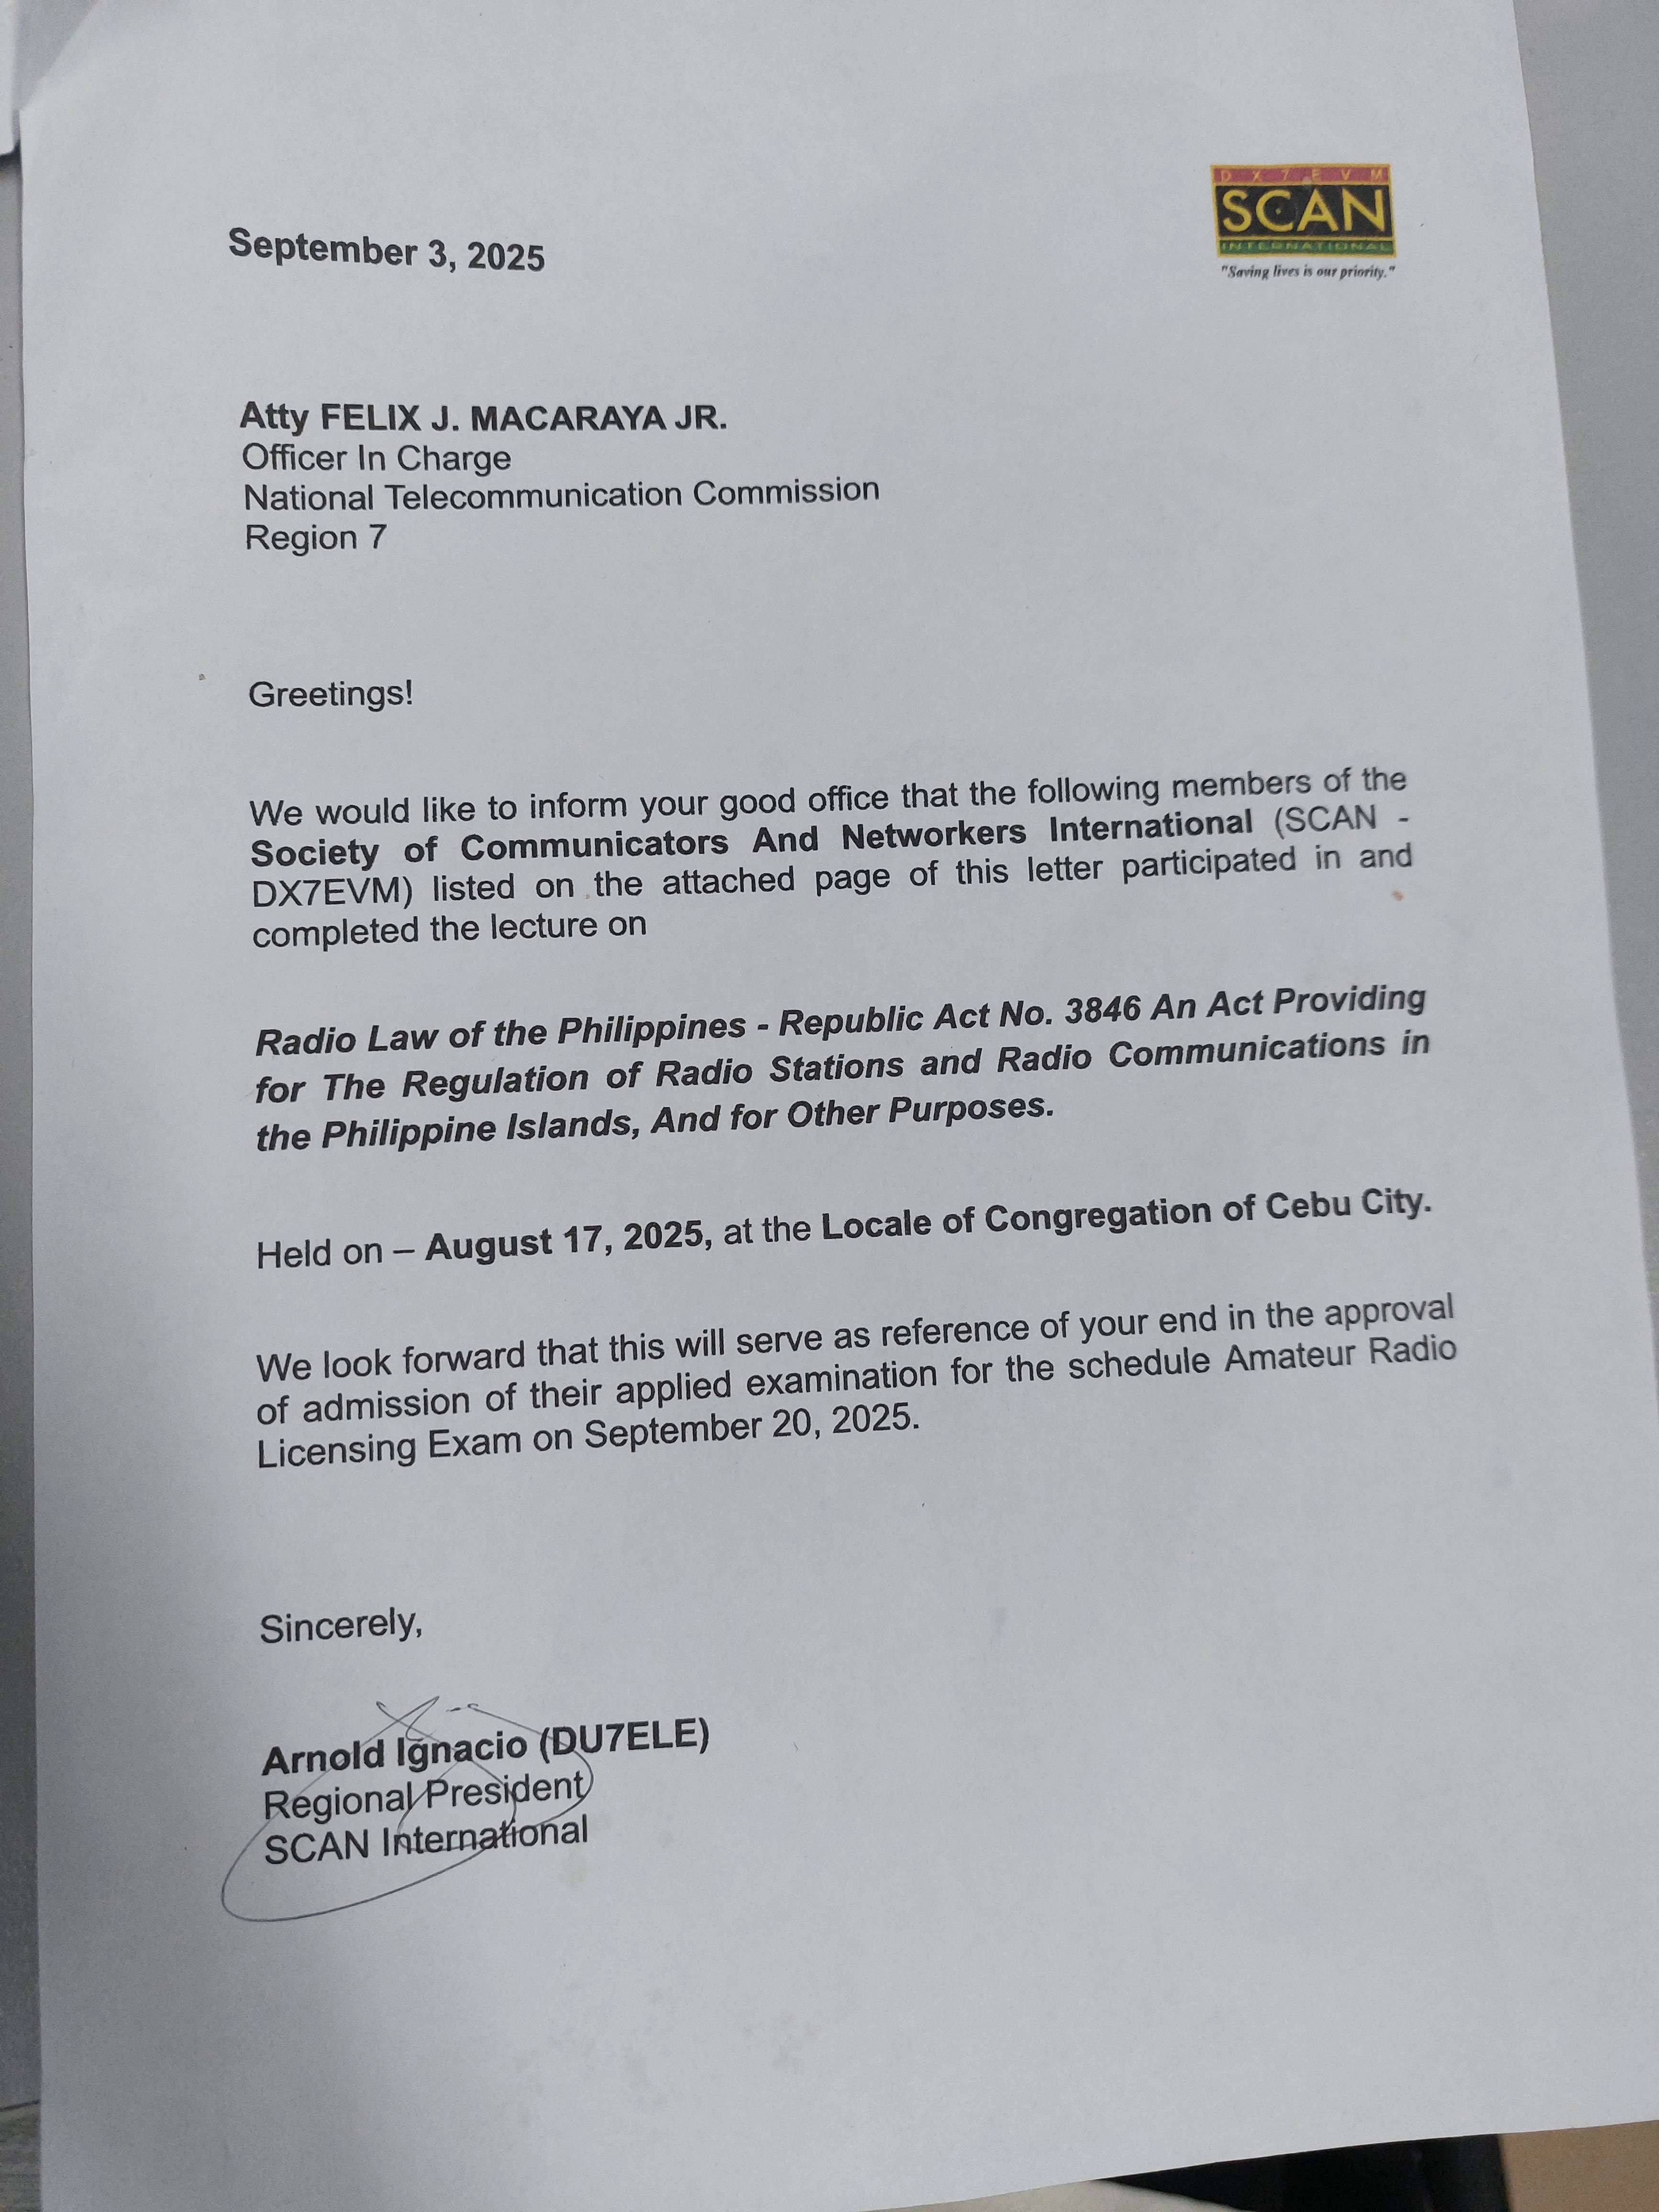 D X 7 E V M
SCAN
INTERNATIONAL
"Saving lives is our priority."
September 3, 2025
Atty FELIX J. MACARAYA JR.
Officer In Charge
National Telecommunication Commission
Region 7
Greetings!
We would like to inform your good office that the following members of the
Society of Communicators And Networkers International (SCAN -
DX7EVM) listed on the attached page of this letter participated in and
completed the lecture on
Radio Law of the Philippines - Republic Act No. 3846 An Act Providing
for The Regulation of Radio Stations and Radio Communications in
the Philippine Islands, And for Other Purposes.
Held on – August 17, 2025, at the Locale of Congregation of Cebu City.
We look forward that this will serve as reference of your end in the approval
of admission of their applied examination for the schedule Amateur Radio
Licensing Exam on September 20, 2025.
Sincerely,
Arnold Ignacio (DU7ELE)
Regional President
SCAN International